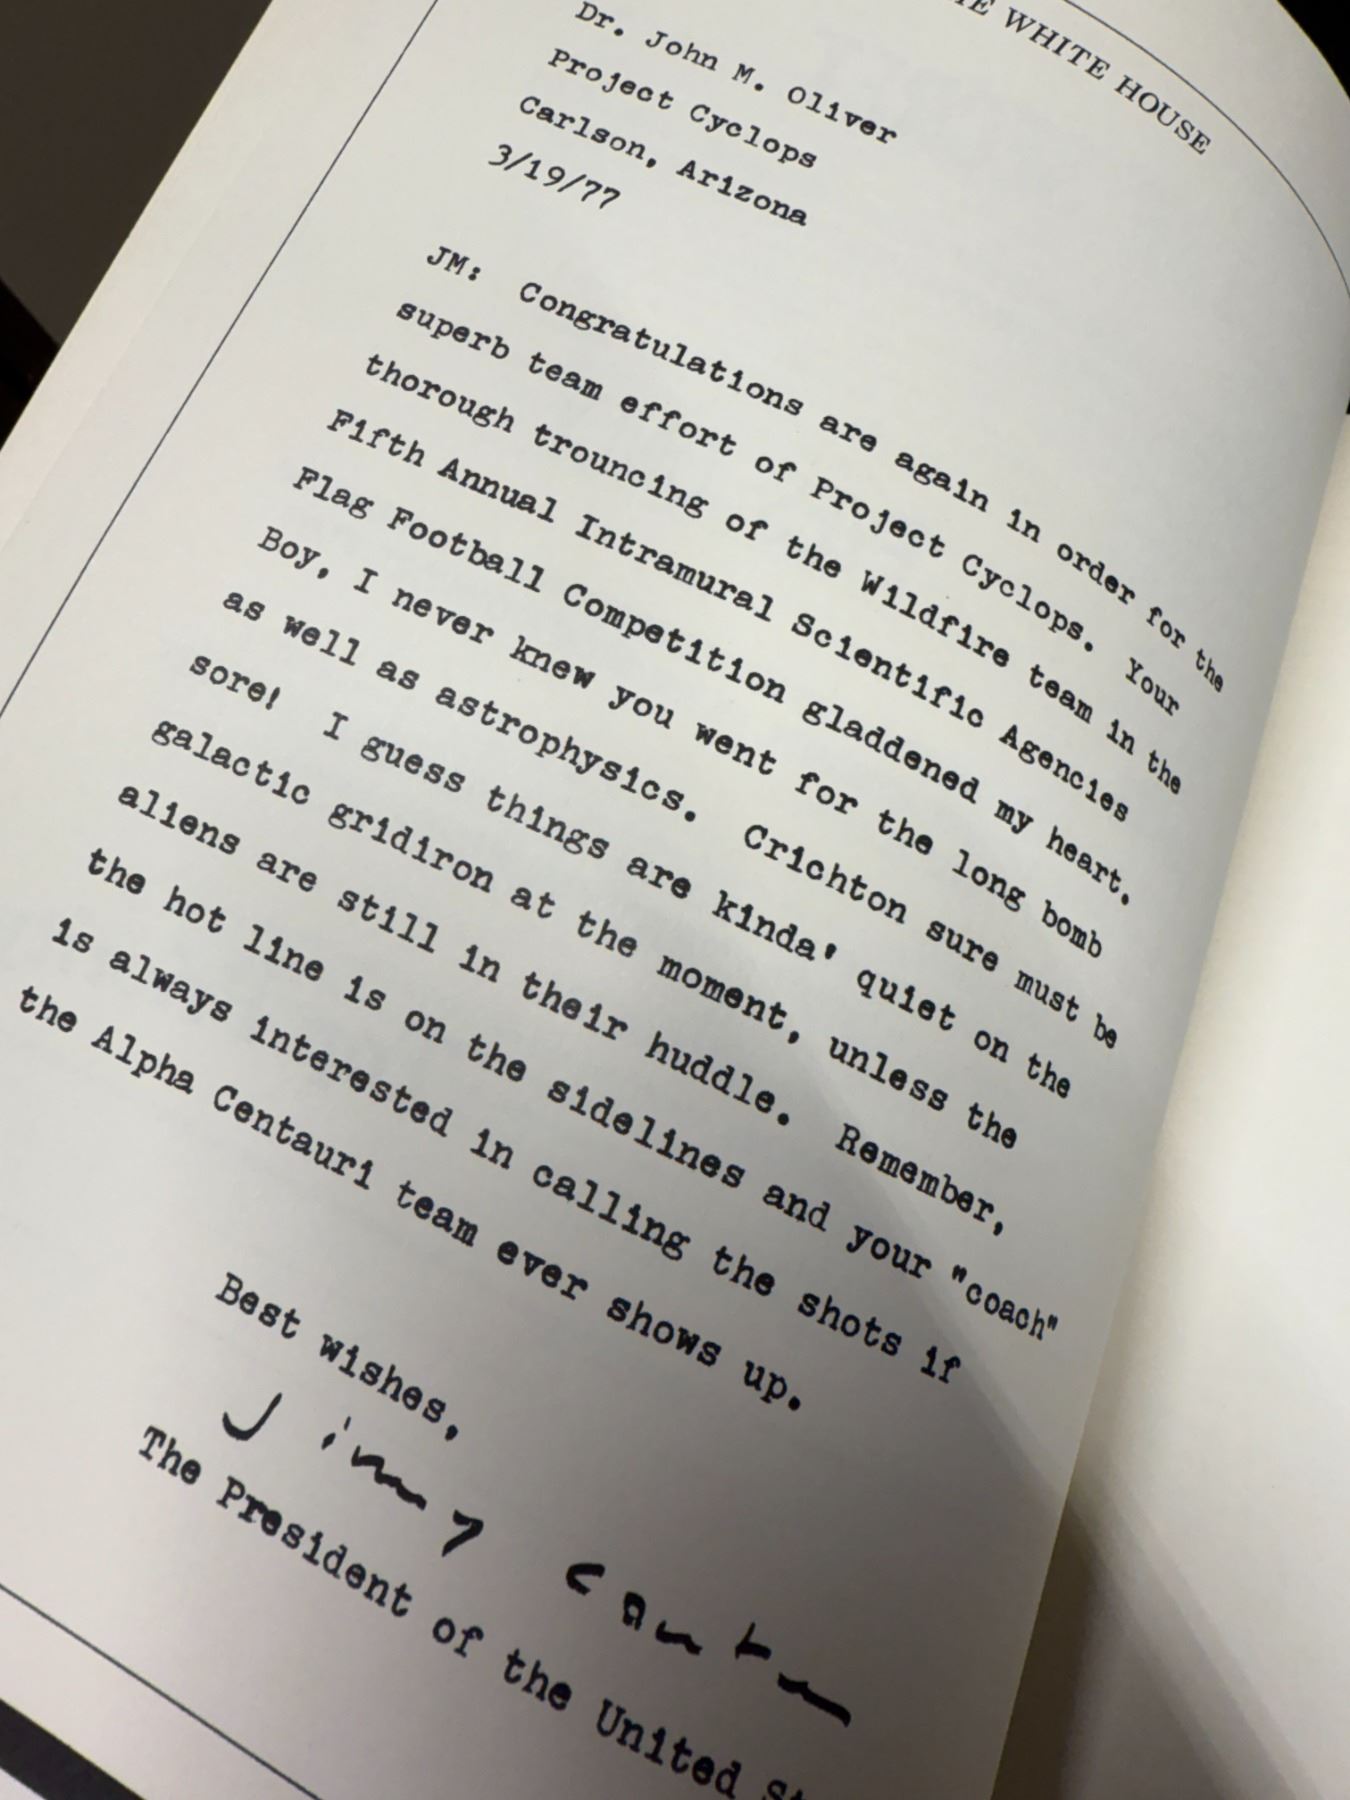 THE WHITE HOUSE
Dr. John M. Oliver
Project Cyclops
Carlson, Arizona
3/19/77
JM: Congratulations are again in order for the
superb team effort of Project Cyclops. Your
thorough trouncing of the Wildfire team in the
Fifth Annual Intramural Scientific Agencies
Flag Football Competition gladdened my heart.
Boy, I never knew you went for the long bomb
as well as astrophysics. Crichton sure must be
sore! I guess things are kinda' quiet on the
galactic gridiron at the moment, unless the
aliens are still in their huddle. Remember,
the hot line is on the sidelines and your "coach"
is always interested in calling the shots if
the Alpha Centauri team ever shows up.
Best wishes,
Jimmy Carter
The President of the United